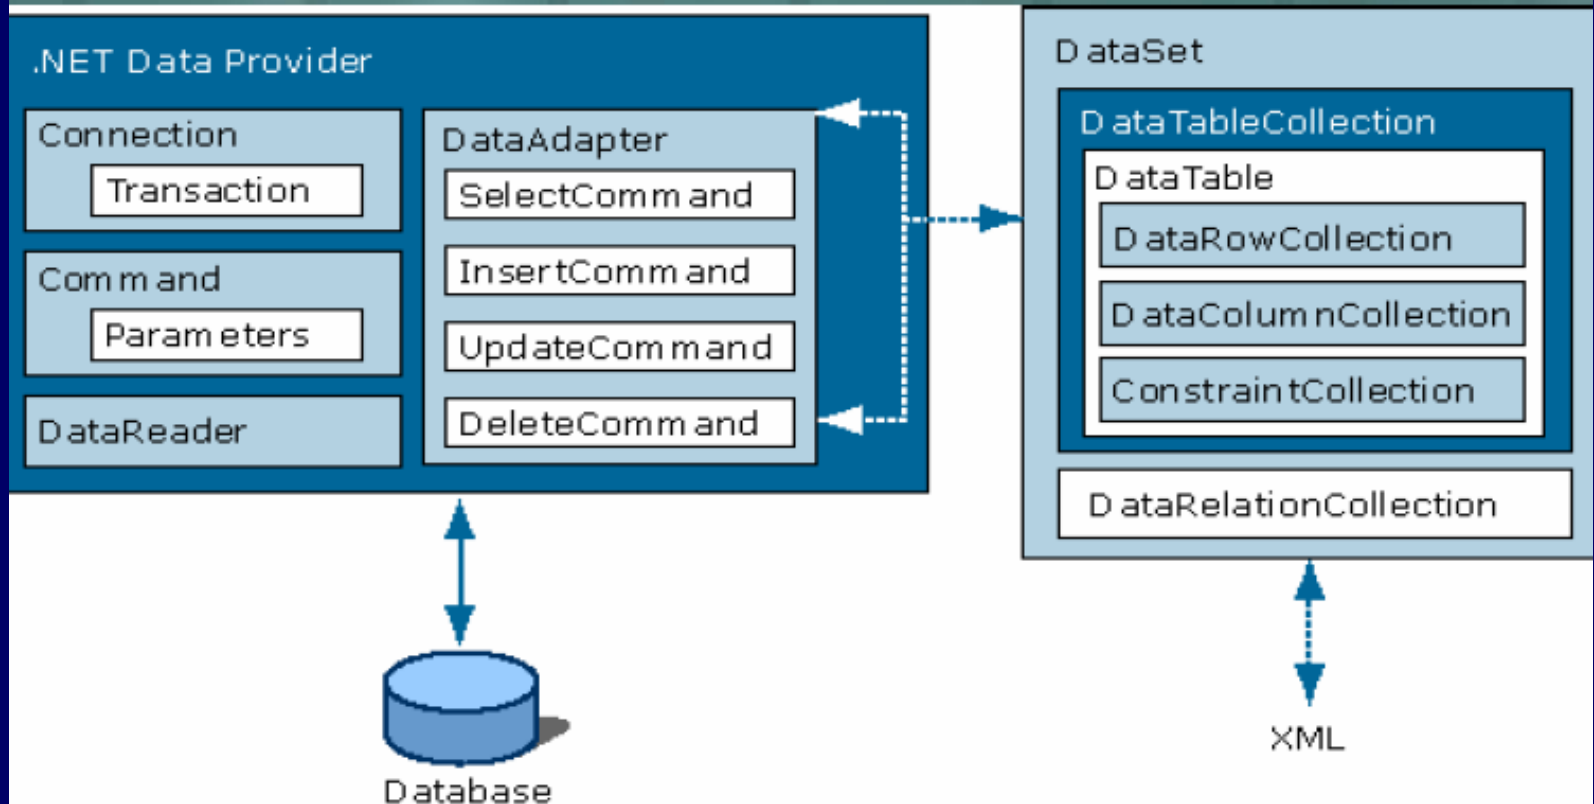 .NET Data Provider
Connection
Transaction
Command
Parameters
DataReader
DataAdapter
SelectCommand
InsertCommand
UpdateCommand
DeleteCommand
Database
DataSet
DataTableCollection
DataTable
DataRowCollection
DataColumnCollection
ConstraintCollection
DataRelationCollection
XML